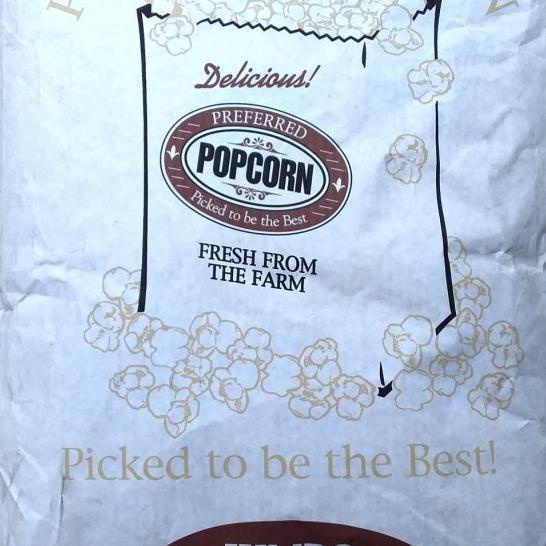 Delicious!
PREFERRED
POPCORN
Picked to be the Best
FRESH FROM
THE FARM
Picked to be the Best!